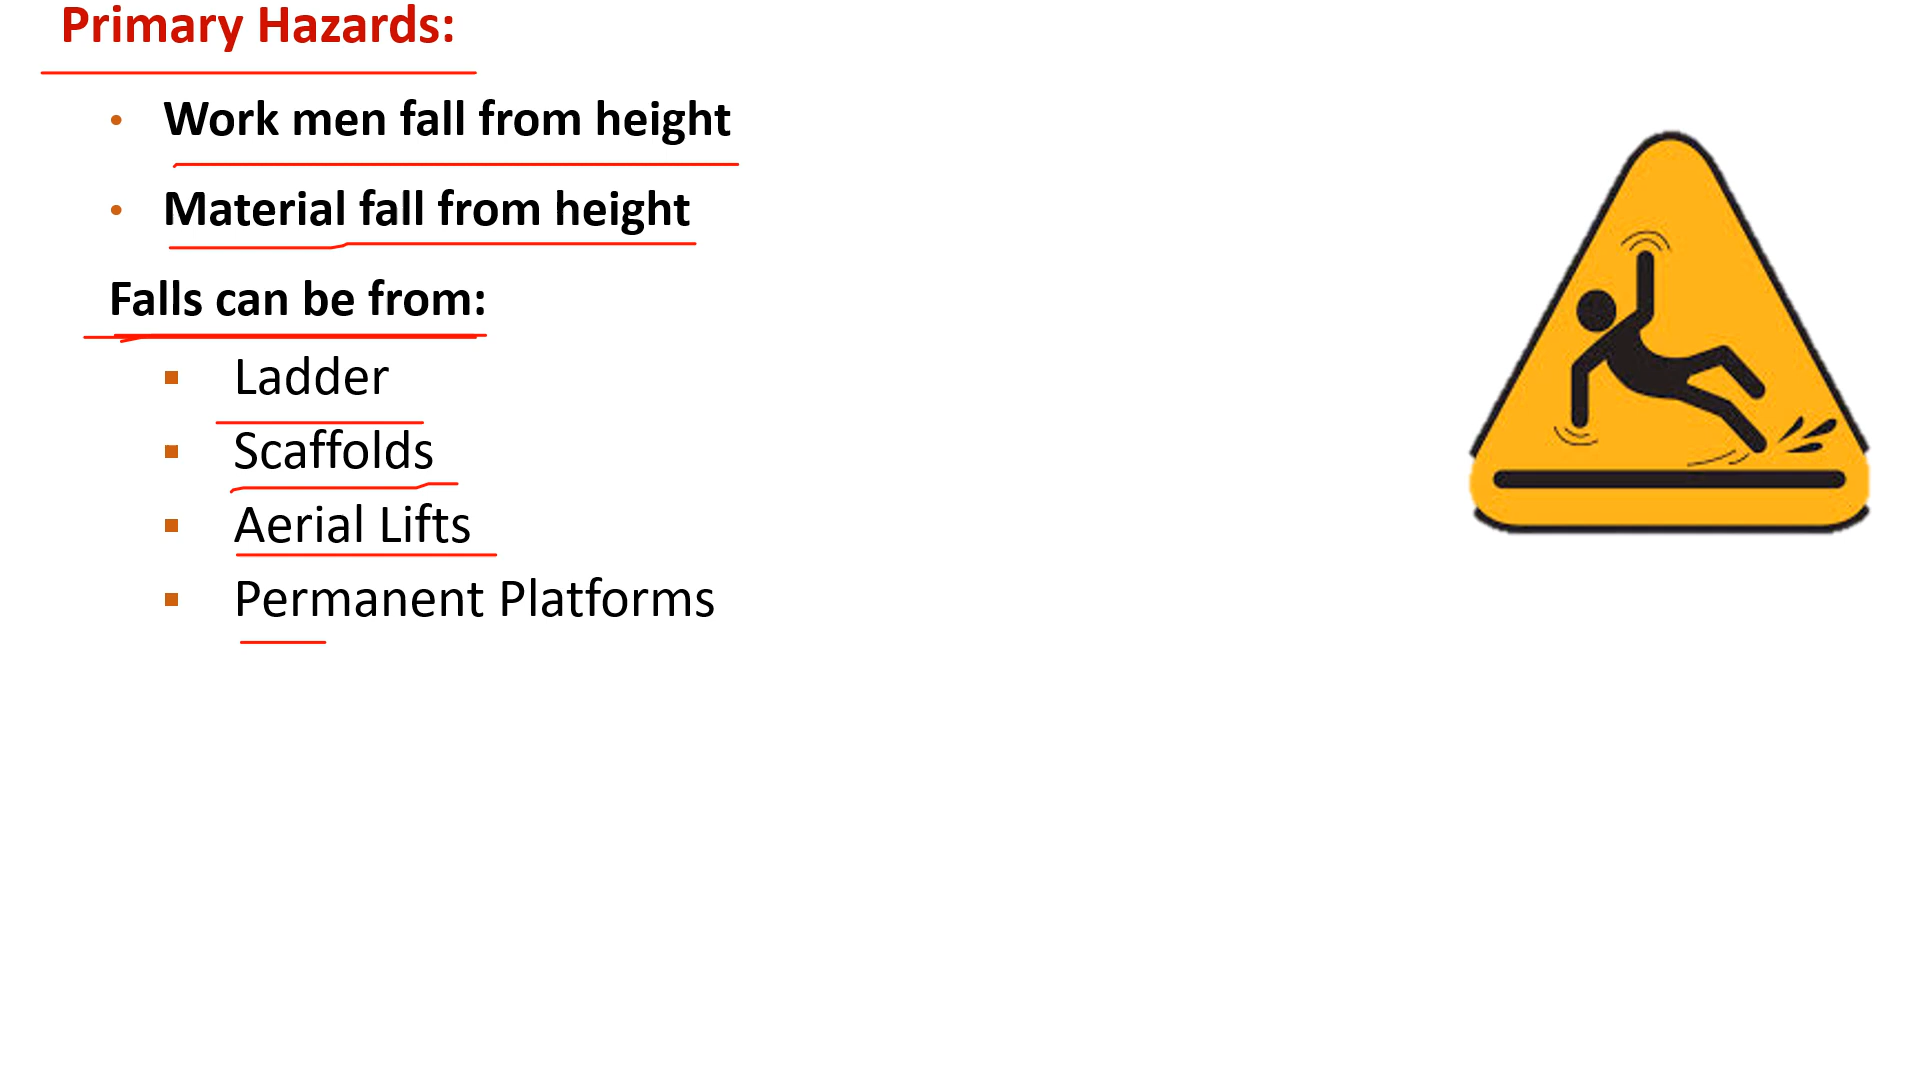 Primary Hazards:
• Work men fall from height
• Material fall from height
Falls can be from:
▪ Ladder
▪ Scaffolds
▪ Aerial Lifts
▪ Permanent Platforms